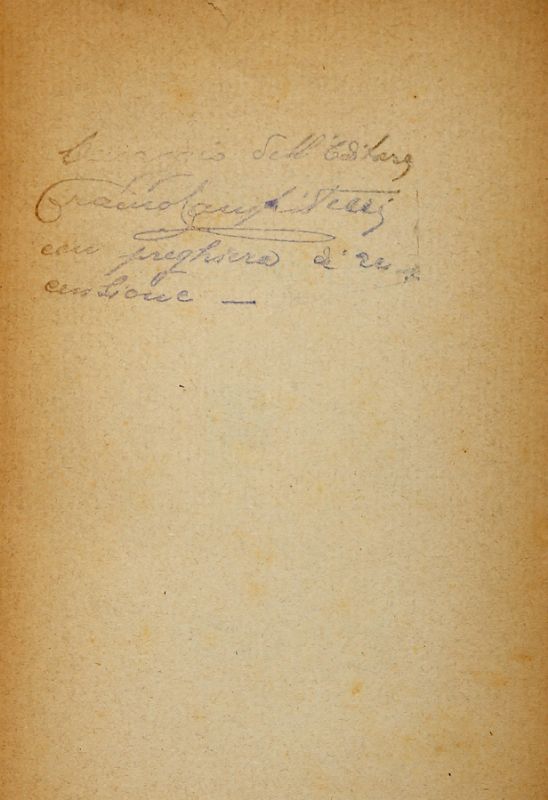 Omaggio dell'Editore
con preghiera di re
censione —